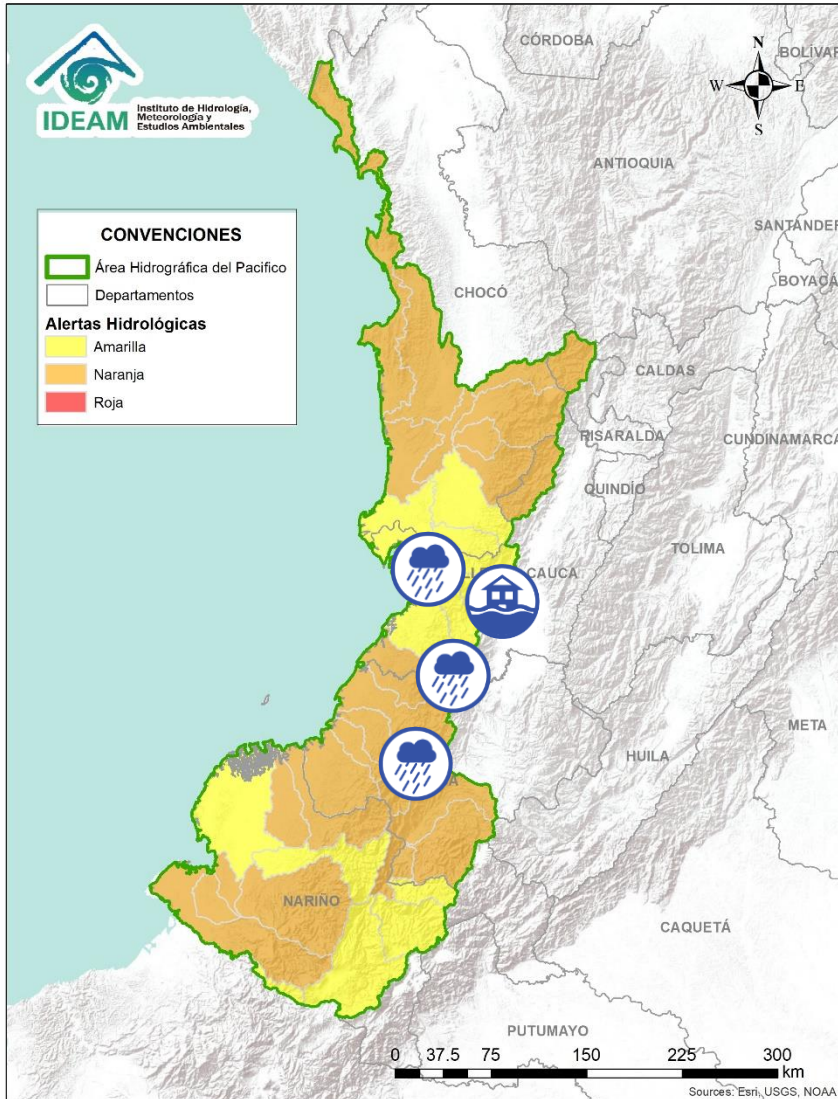 IDEAM
Instituto de Hidrología,
Meteorología y
Estudios Ambientales
CÓRDOBA
BOLÍVAR
N
W
E
S
ANTIOQUIA
SANTANDER
BOYACÁ
CONVENCIONES
Área Hidrográfica del Pacifico
Departamentos
Alertas Hidrológicas
Amarilla
Naranja
Roja
CHOCÓ
CALDAS
RISARALDA
CUNDINAMARCA
QUINDÍO
TOLIMA
CAUCA
META
HUILA
NARIÑO
CAQUETÁ
PUTUMAYO
0 37.5 75 150 225 300
km
Sources: Esri, USGS, NOAA